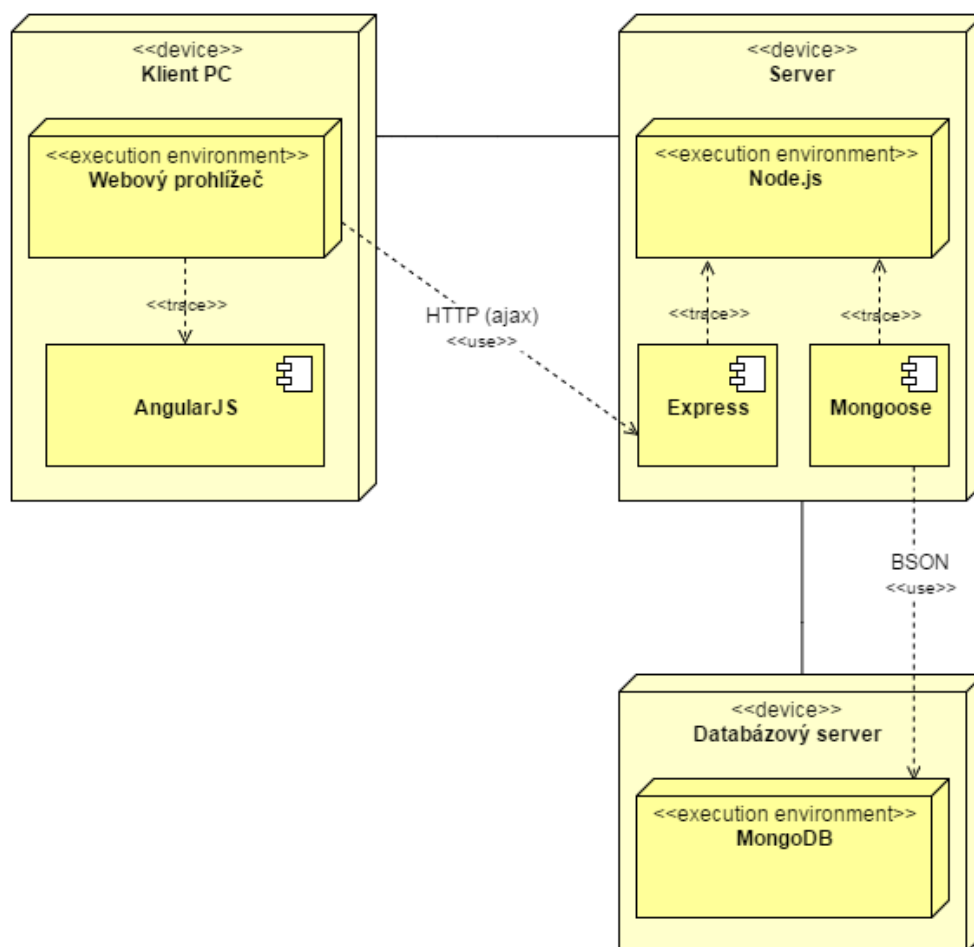 <<device>>
Klient PC
<<execution environment>>
Webový prohlížeč
<<trace>>
AngularJS
HTTP (ajax)
<<use>>
<<device>>
Server
<<execution environment>>
Node.js
<<trace>>
<<trace>>
Express
Mongoose
BSON
<<use>>
<<device>>
Databázový server
<<execution environment>>
MongoDB